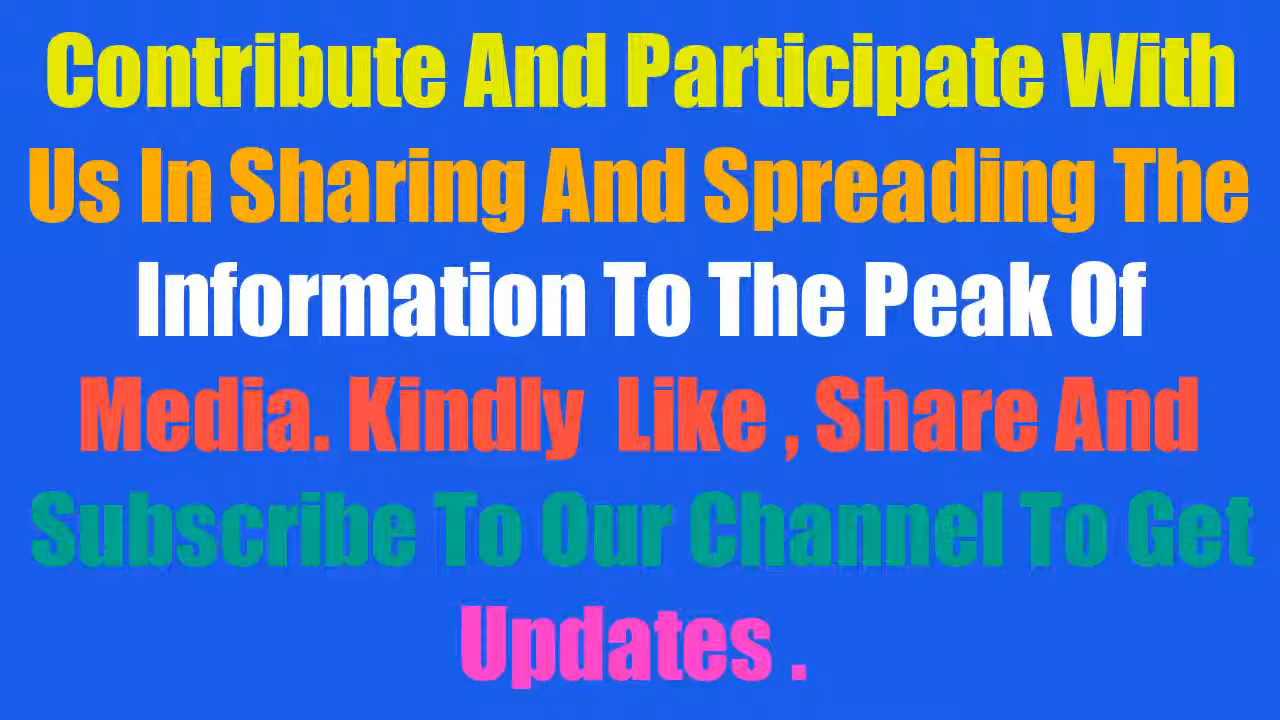 Contribute And Participate With
Us In Sharing And Spreading The
Information To The Peak Of
Media. Kindly  Like , Share And
Subscribe To Our Channel To Get
Updates .